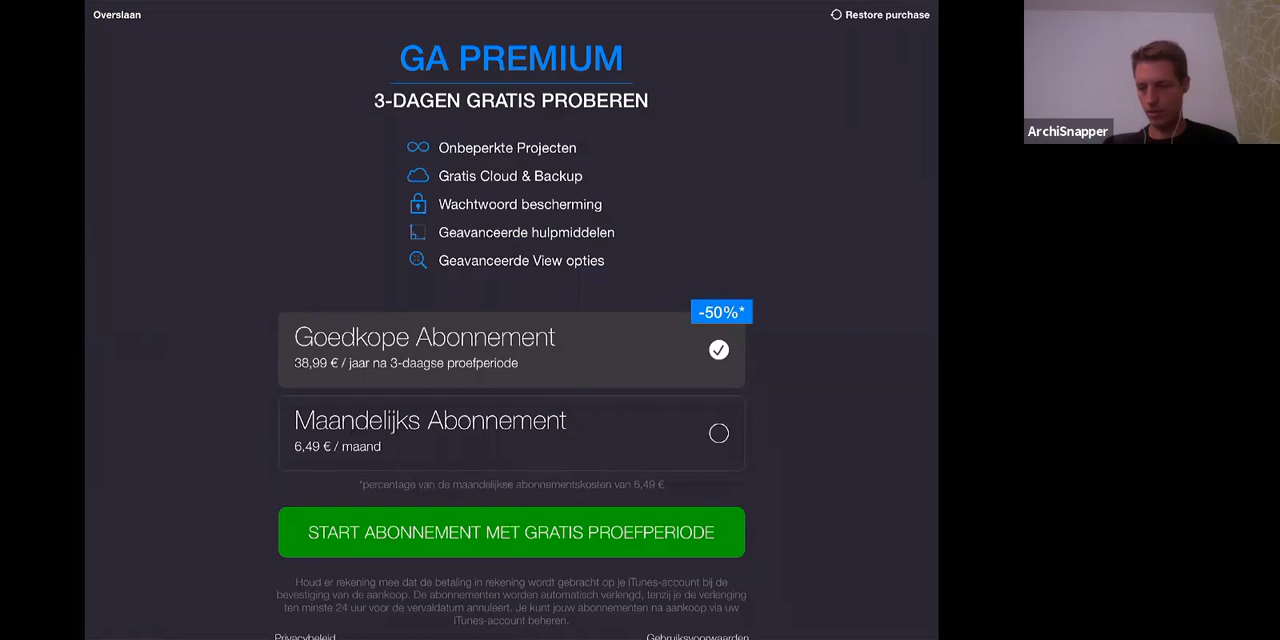 Overslaan
Restore purchase
GA PREMIUM
3-DAGEN GRATIS PROBEREN
Onbeperkte Projecten
Gratis Cloud & Backup
Wachtwoord bescherming
Geavanceerde hulpmiddelen
Geavanceerde View opties
-50%*
Goedkope Abonnement
38,99 € / jaar na 3-daagse proefperiode
Maandelijks Abonnement
6,49 € / maand
*percentage van de maandelijkse abonnementskosten van 6,49 €
START ABONNEMENT MET GRATIS PROEFPERIODE
Houd er rekening mee dat de betaling in rekening wordt gebracht op je iTunes-account bij de
bevestiging van de aankoop. De abonnementen worden automatisch verlengd, tenzij je de verlenging
ten minste 24 uur voor de vervaldatum annuleert. Je kunt jouw abonnementen na aankoop via uw
iTunes-account beheren.
Privacybeleid
Gebruiksvoorwaarden
ArchiSnapper